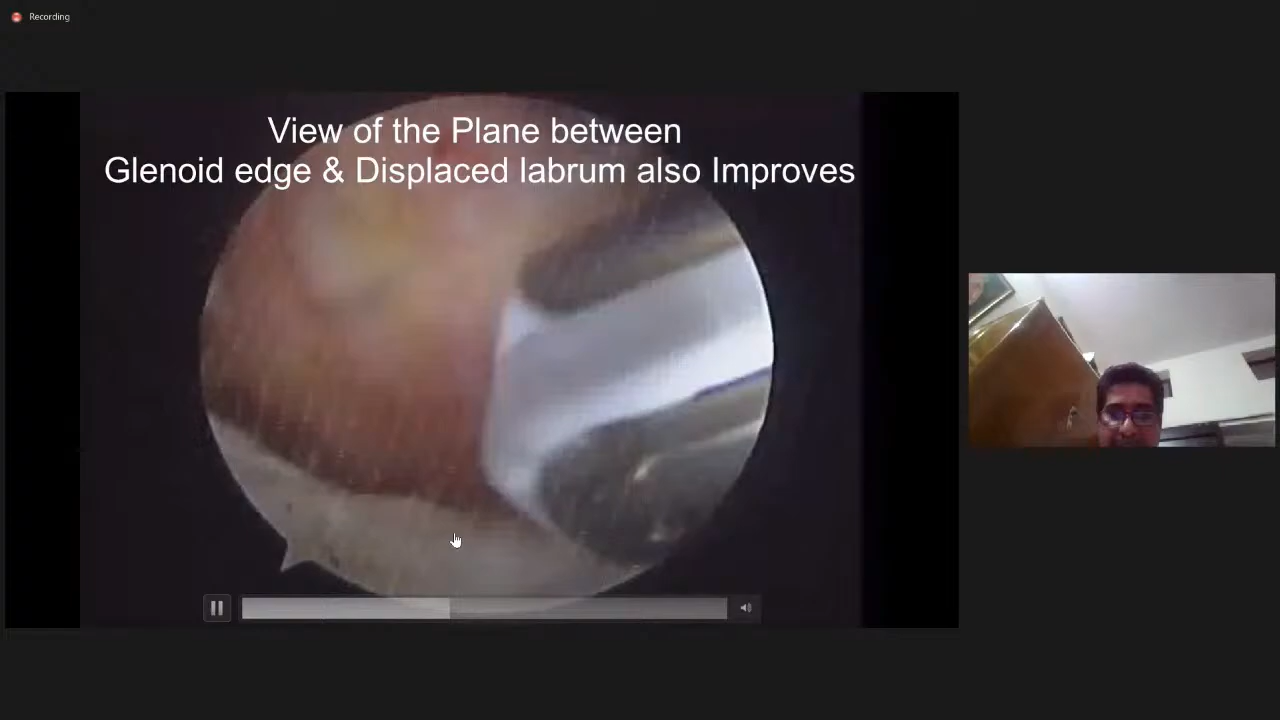 Recording
View of the Plane between
Glenoid edge & Displaced labrum also Improves